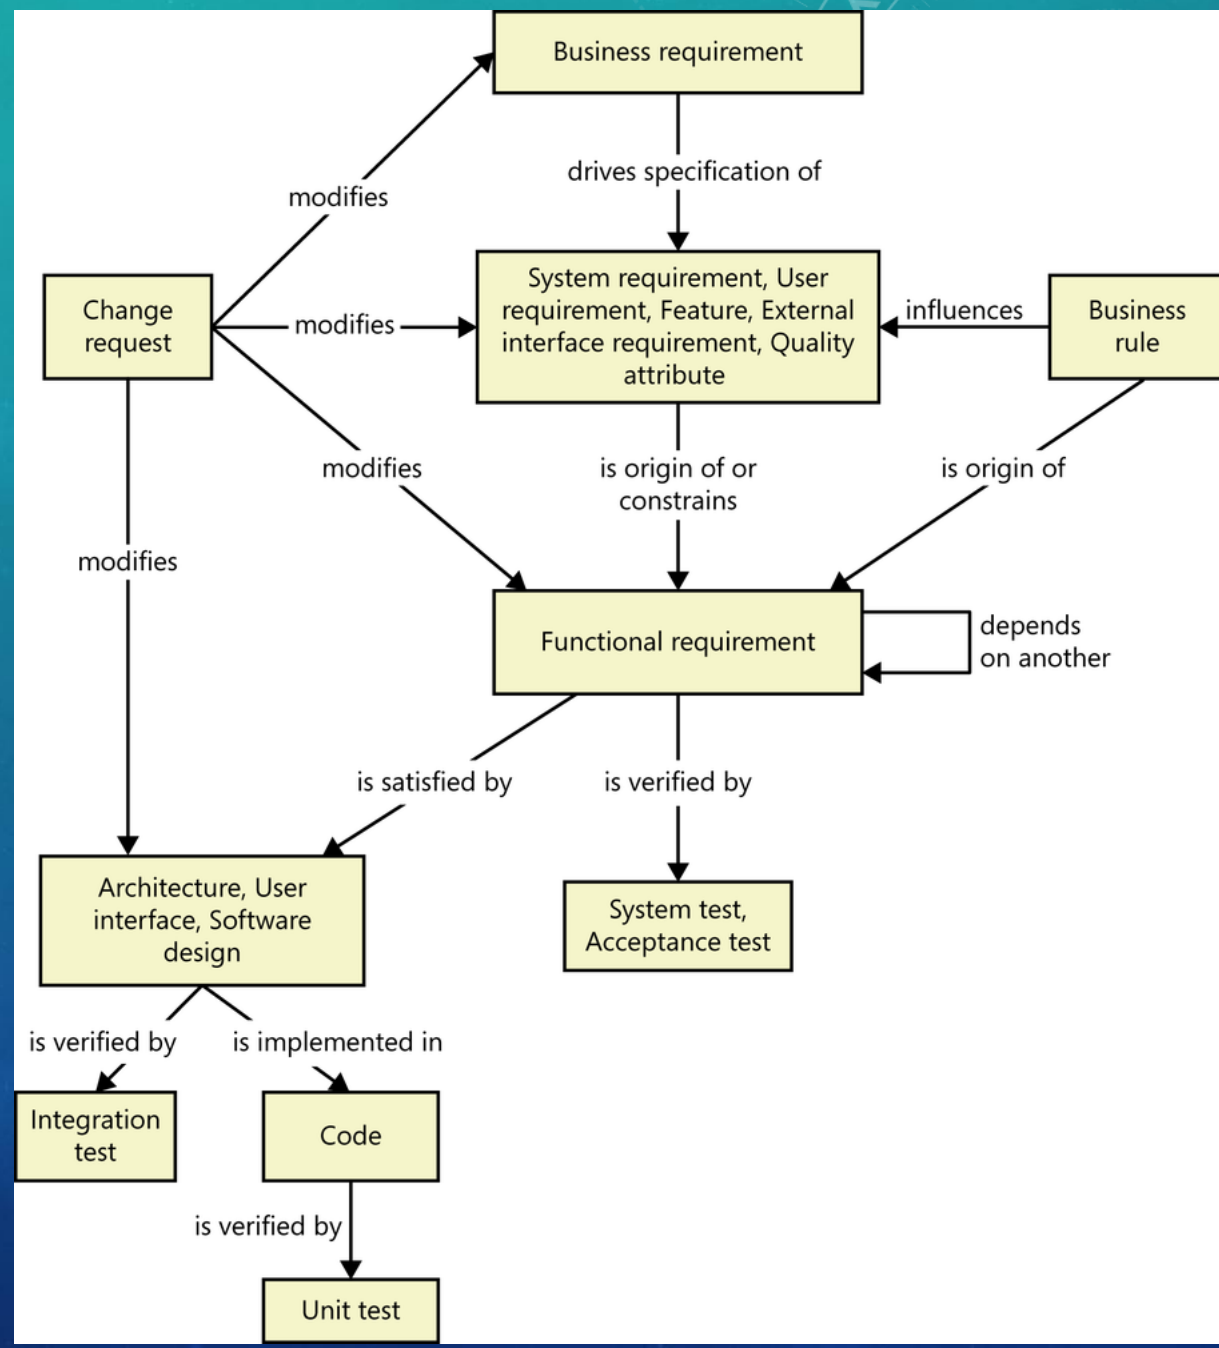 Business requirement
drives specification of
modifies
System requirement, User
requirement, Feature, External
interface requirement, Quality
attribute
Change
request
modifies
influences
Business
rule
modifies
is origin of or
constrains
is origin of
modifies
Functional requirement
depends
on another
is satisfied by
is verified by
Architecture, User
interface, Software
design
System test,
Acceptance test
is verified by
is implemented in
Integration
test
Code
is verified by
Unit test